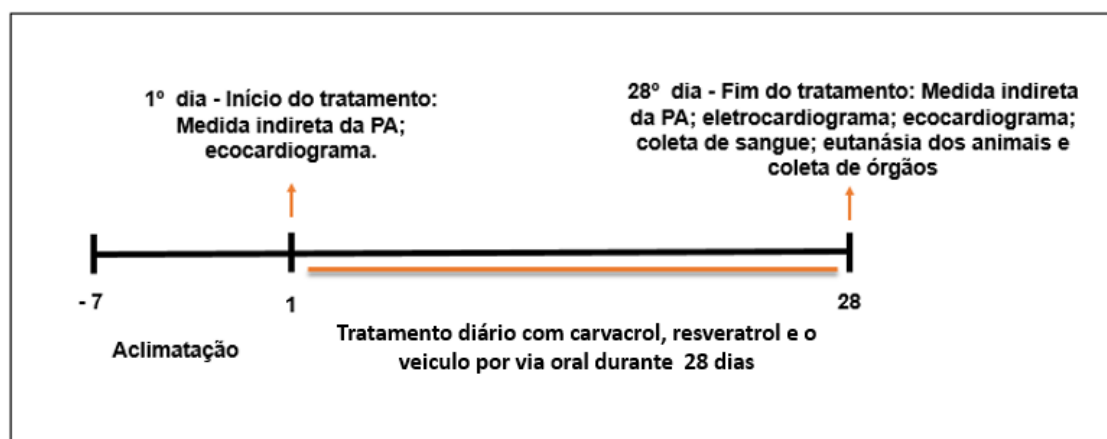 1º dia - Início do tratamento:
Medida indireta da PA;
ecocardiograma.
28º dia - Fim do tratamento: Medida indireta
da PA; eletrocardiograma; ecocardiograma;
coleta de sangue; eutanásia dos animais e
coleta de órgãos
- 7
1
28
Aclimatação
Tratamento diário com carvacrol, resveratrol e o
veiculo por via oral durante 28 dias